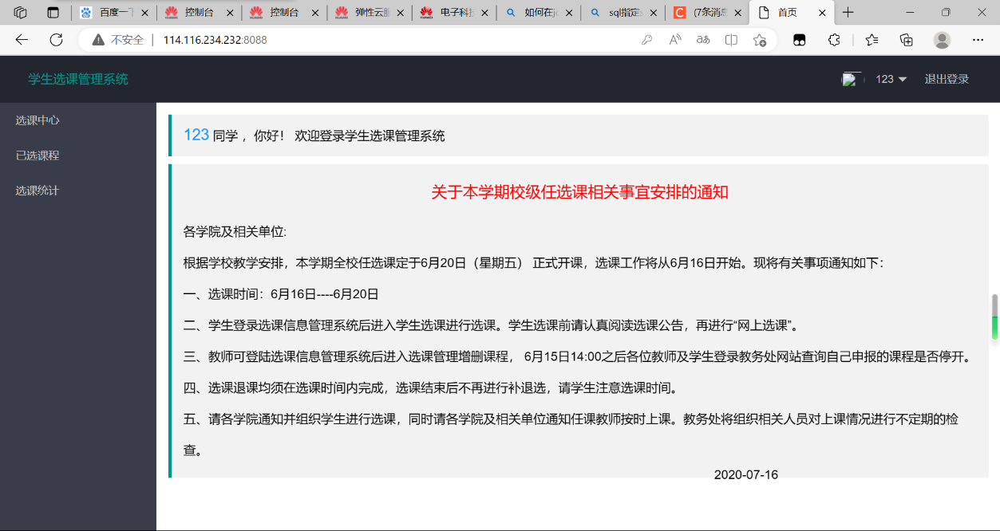 百度一下
控制台
控制台
弹性云服
电子科技
如何在jo
sql指定s
(7条消息
首页
不安全
114.116.234.232:8088
学生选课管理系统
123
退出登录
选课中心
已选课程
选课统计
123 同学 ，你好！ 欢迎登录学生选课管理系统
关于本学期校级任选课相关事宜安排的通知
各学院及相关单位:
根据学校教学安排，本学期全校任选课定于6月20日（星期五） 正式开课，选课工作将从6月16日开始。现将有关事项通知如下：
一、选课时间：6月16日----6月20日
二、学生登录选课信息管理系统后进入学生选课进行选课。学生选课前请认真阅读选课公告，再进行“网上选课”。
三、教师可登陆选课信息管理系统后进入选课管理增删课程， 6月15日14:00之后各位教师及学生登录教务处网站查询自己申报的课程是否停开。
四、选课退课均须在选课时间内完成，选课结束后不再进行补退选，请学生注意选课时间。
五、请各学院通知并组织学生进行选课，同时请各学院及相关单位通知任课教师按时上课。教务处将组织相关人员对上课情况进行不定期的检
查。
2020-07-16